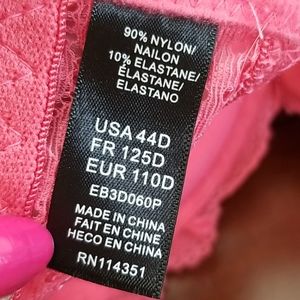 90% NYLON/
NAILON
10% ELASTANE/
ÉLASTANE/
ELASTANO
USA 44D
FR 125D
EUR 110D
EB3D060P
MADE IN CHINA
FAIT EN CHINE
HECO EN CHINA
RN114351